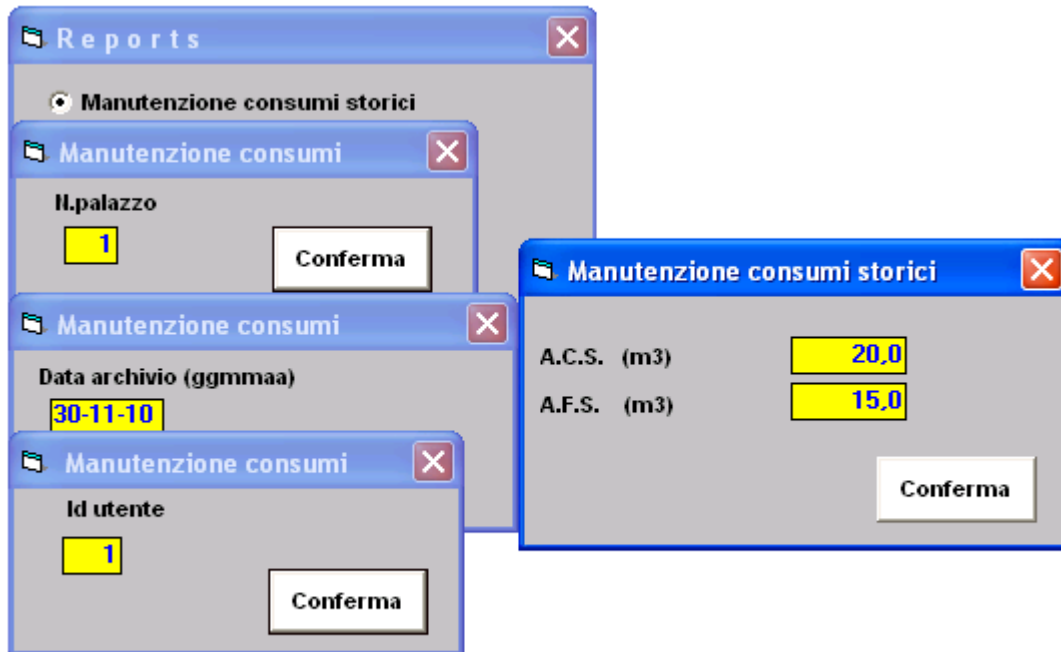 Reports
Manutenzione consumi storici
Manutenzione consumi
N.palazzo
1
Conferma
Manutenzione consumi
Data archivio (ggmmaa)
30-11-10
Manutenzione consumi
Id utente
1
Conferma
Manutenzione consumi storici
A.C.S. (m3) 20,0
A.F.S. (m3) 15,0
Conferma